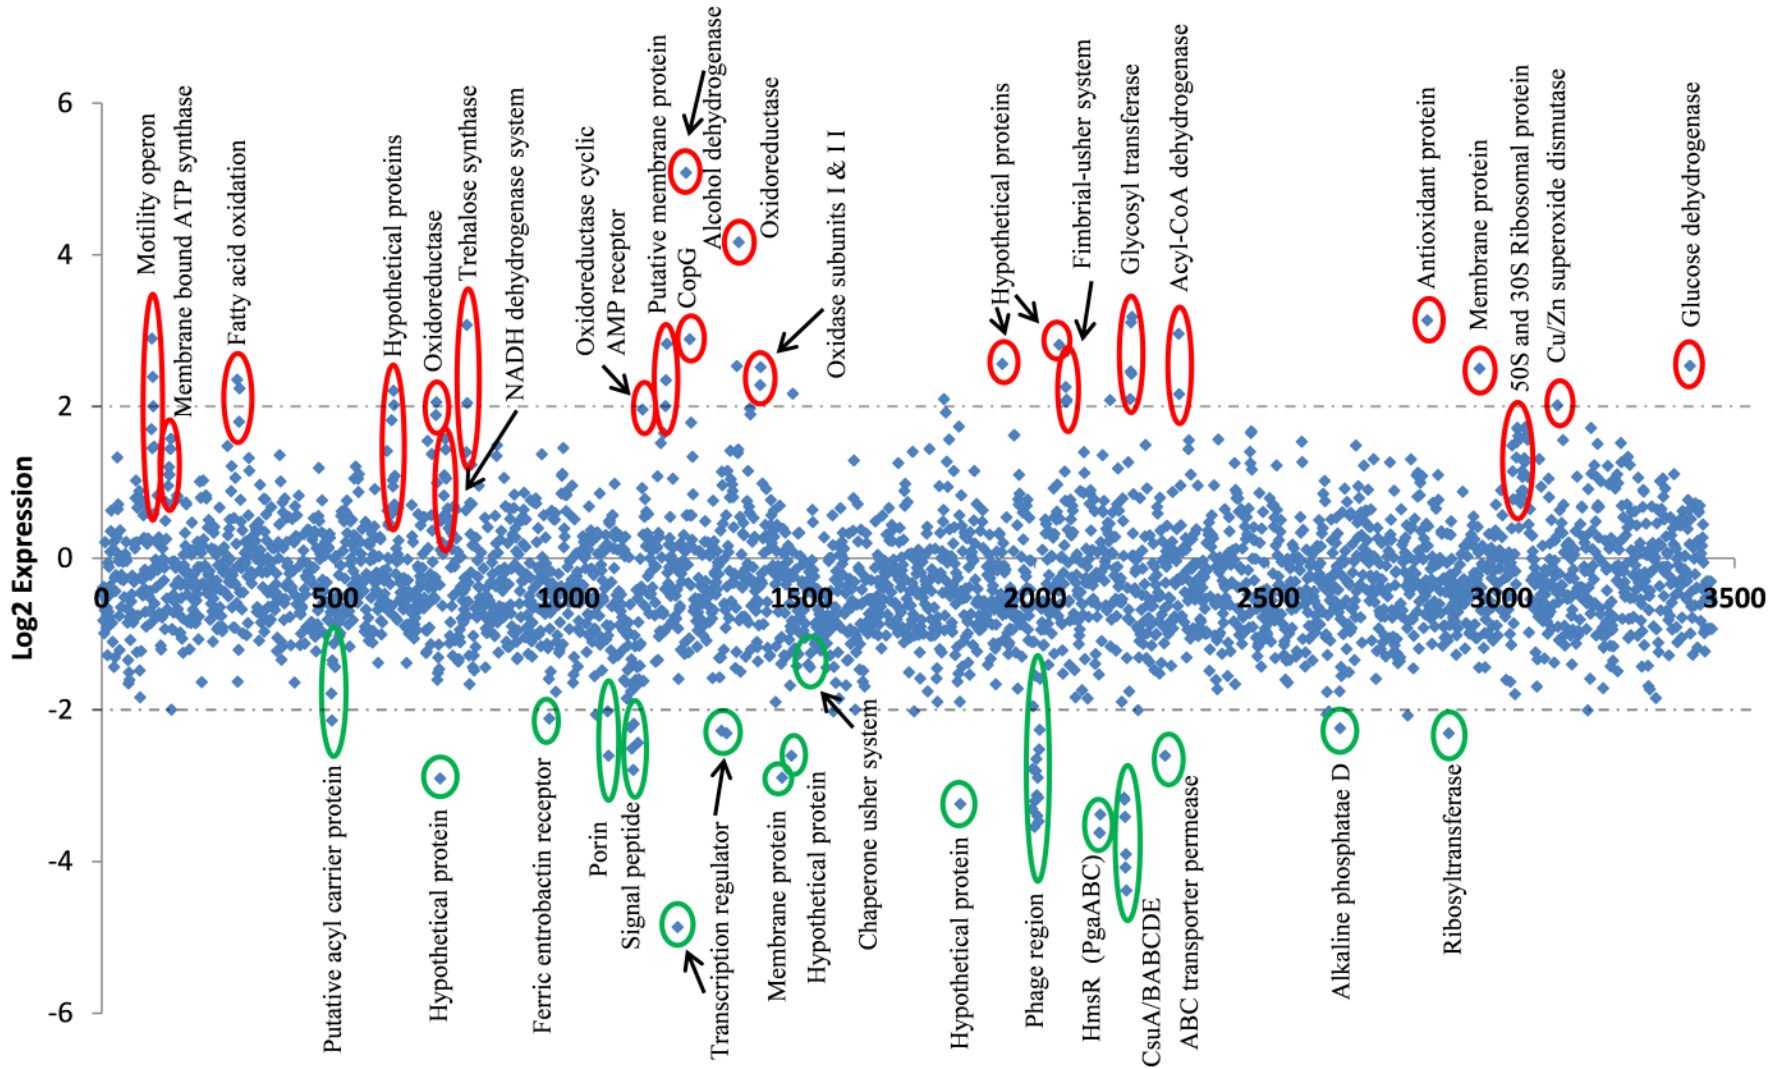 Motility operon
Membrane bound ATP synthase
Fatty acid oxidation
Hypothetical proteins
Oxidoreductase
Trehalose synthase
NADH dehydrogenase system
Oxidoreductase cyclic
AMP receptor
Putative membrane protein
CopG
Alcohol dehydrogenase
Oxidoreductase
Oxidase subunits I & I I
Hypothetical proteins
Fimbrial-usher system
Glycosyl transferase
Acyl-CoA dehydrogenase
Antioxidant protein
Membrane protein
50S and 30S Ribosomal protein
Cu/Zn superoxide dismutase
Glucose dehydrogenase
6
4
2
0
-2
-4
-6
Log2 Expression
0
500
1000
1500
2000
2500
3000
3500
Putative acyl carrier protein
Hypothetical protein
Ferric entrobactin receptor
Porin
Signal peptide
Transcription regulator
Membrane protein
Hypothetical protein
Chaperone usher system
Hypothetical protein
Phage region
HmsR (PgaABC)
CsuA/BABCDE
ABC transporter permease
Alkaline phosphatae D
Ribosyltransferase